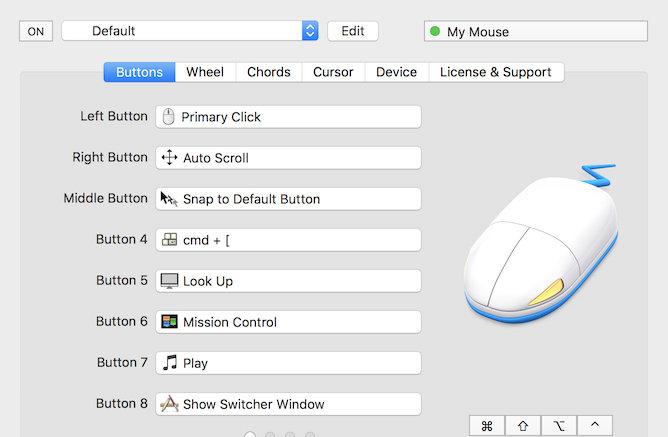 ON Default Edit My Mouse
Buttons Wheel Chords Cursor Device License & Support
Left Button Primary Click
Right Button Auto Scroll
Middle Button Snap to Default Button
Button 4 cmd + [
Button 5 Look Up
Button 6 Mission Control
Button 7 Play
Button 8 Show Switcher Window
⌘ ⇧ ⌥ ^